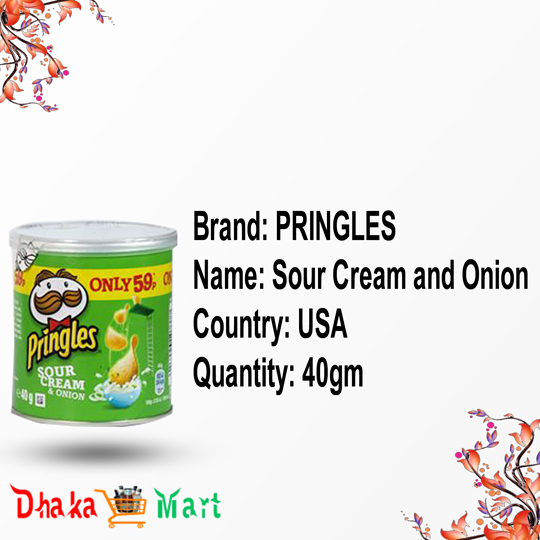 Brand: PRINGLES
Name: Sour Cream and Onion
Country: USA
Quantity: 40gm
ONLY 59p
Pringles
SOUR
CREAM
& ONION
e40g
Dhaka Mart